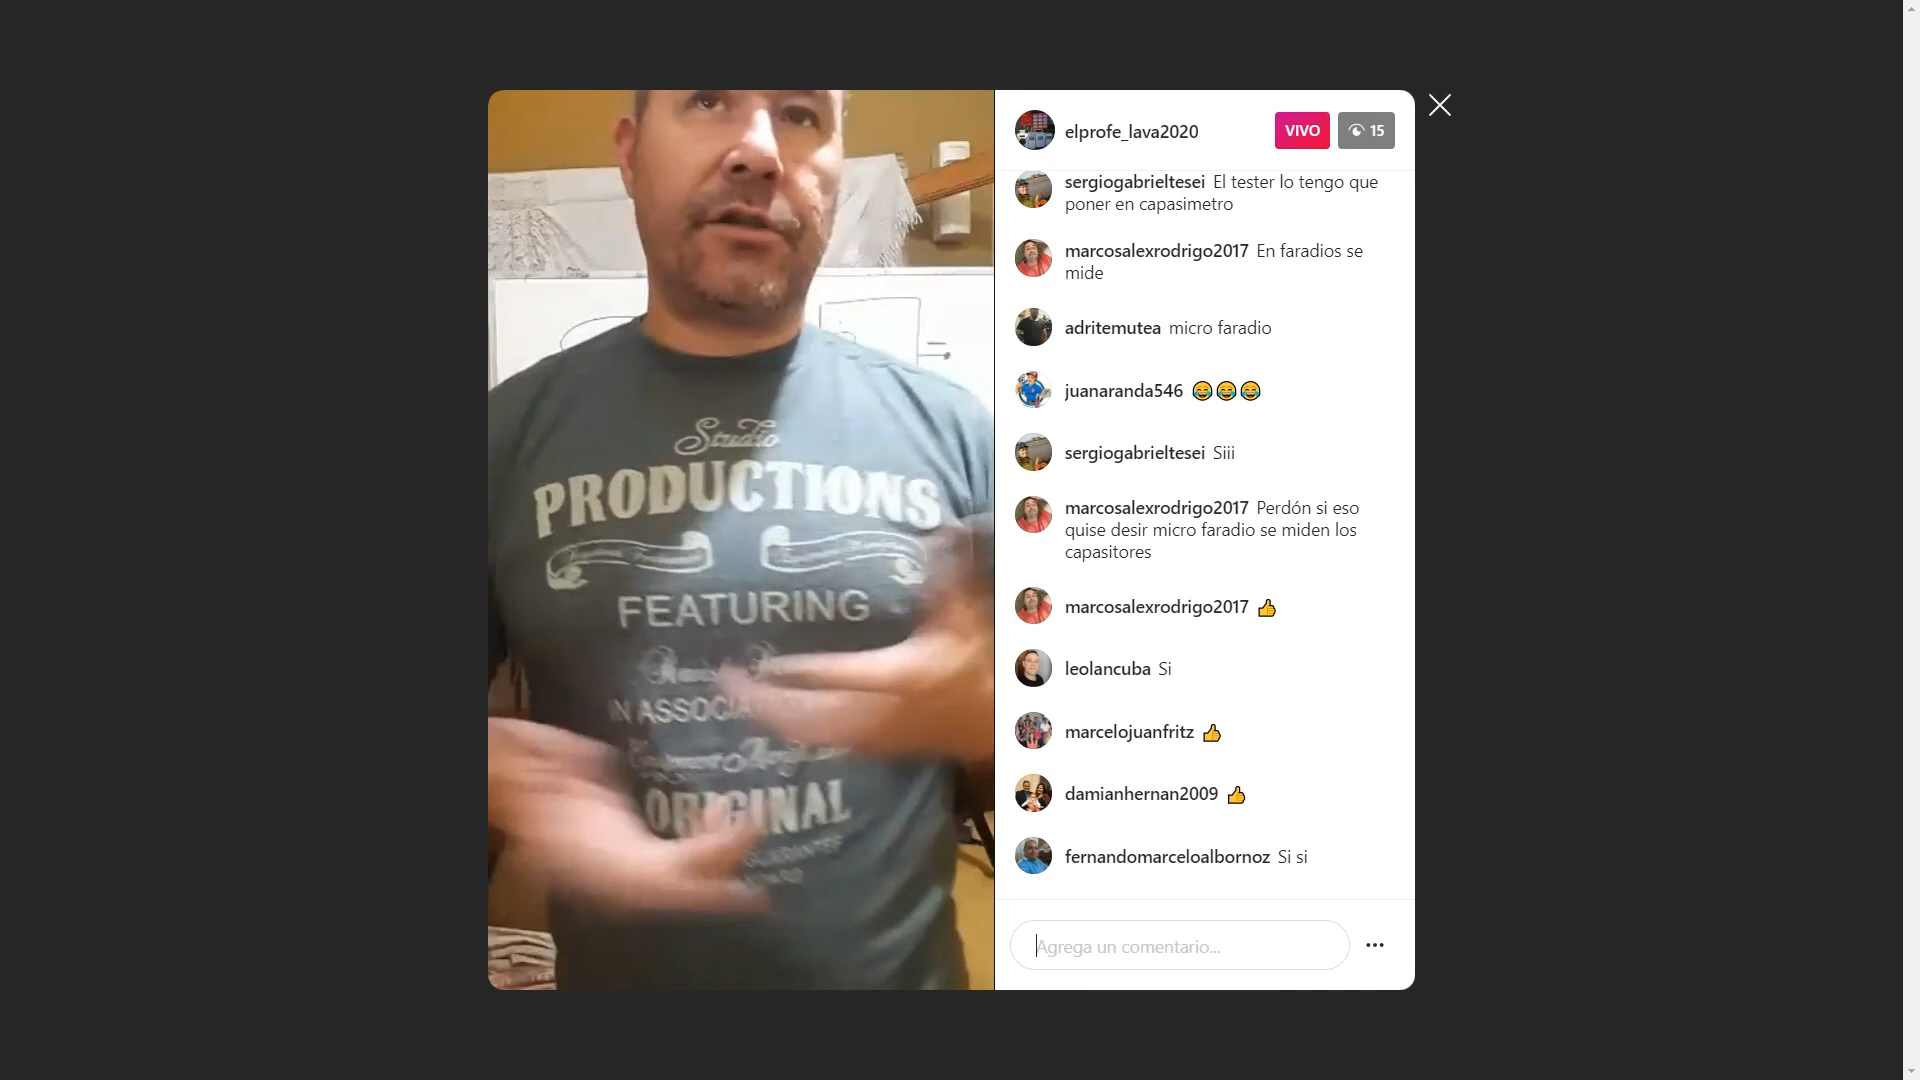 Studio
PRODUCTIONS
FEATURING
IN ASSOCIA
ORIGINAL
GUARANTEE
elprofe_lava2020
VIVO
15
sergiogabrieltesei El tester lo tengo que
poner en capasimetro
marcosalexrodrigo2017 En faradios se
mide
adritemutea micro faradio
juanaranda546 😂😂😂
sergiogabrieltesei Siii
marcosalexrodrigo2017 Perdón si eso
quise desir micro faradio se miden los
capasitores
marcosalexrodrigo2017 👍
leolancuba Si
marcelojuanfritz 👍
damianhernan2009 👍
fernandomarceloalbornoz Si si
Agrega un comentario...